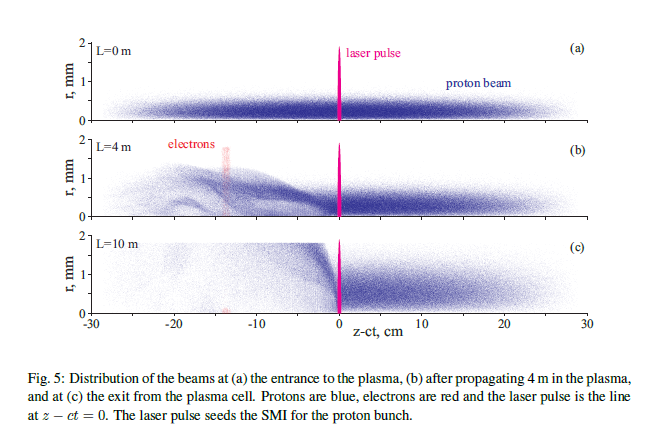 2
L=0 m
laser pulse
(a)
r, mm
1
proton beam
0
2
L=4 m
electrons
(b)
r, mm
1
0
2
L=10 m
(c)
r, mm
1
0
-30 -20 -10 0 10 20 30
z-ct, cm
Fig. 5: Distribution of the beams at (a) the entrance to the plasma, (b) after propagating 4 m in the plasma,
and at (c) the exit from the plasma cell. Protons are blue, electrons are red and the laser pulse is the line
at z − ct = 0. The laser pulse seeds the SMI for the proton bunch.